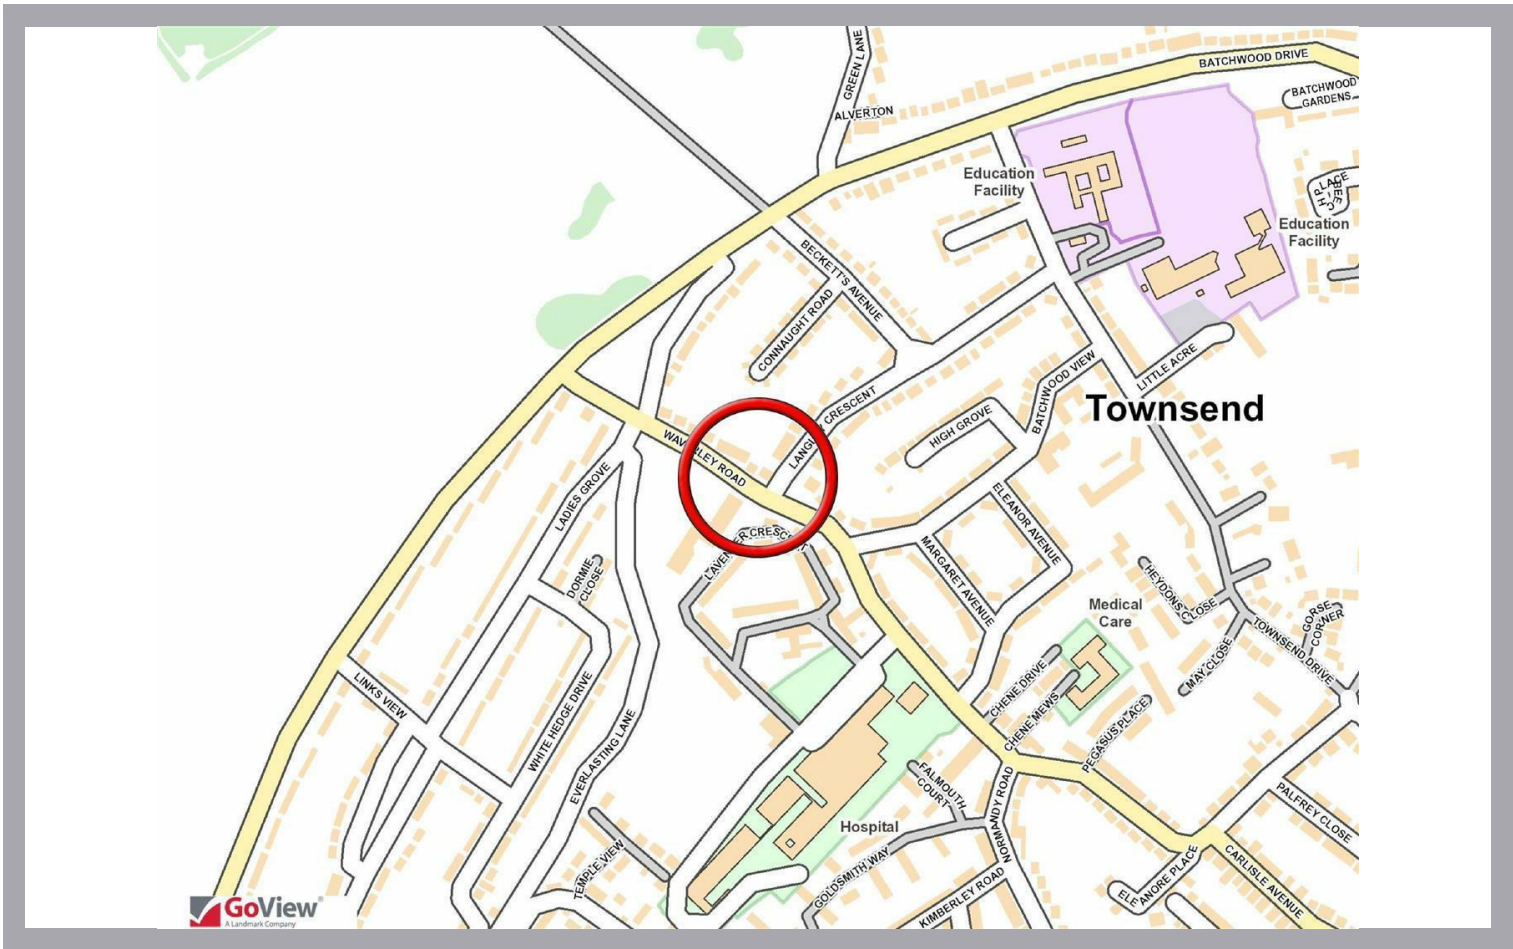 BATCHWOOD DRIVE
GREEN LANE
BATCHWOOD
GARDENS
ALVERTON
Education
Facility
PLACE
Education
Facility
BECKETT'S AVENUE
CONNAUGHT ROAD
LITTLE ACRE
BATCHWOOD VIEW
Townsend
HIGH GROVE
CRESCENT
ROAD
LADIES GROVE
ELEANOR AVENUE
MARGARET AVENUE
DORMIE
CLOSE
HEYDONS CLOSE
Medical
Care
GORSE
CORNER
TOWNSEND DRIVE
MAY CLOSE
LINKS VIEW
WHITE HEDGE DRIVE
EVERLASTING LANE
CHENE DRIVE
CHENE MEWS
PEGASUS PLACE
FALMOUTH
COURT
NORMANDY ROAD
PALFREY CLOSE
Hospital
TEMPLE VIEW
GOLDSMITH WAY
KIMBERLEY ROAD
ELEANORE PLACE
CARLISLE AVENUE
GoView
A Landmark Company